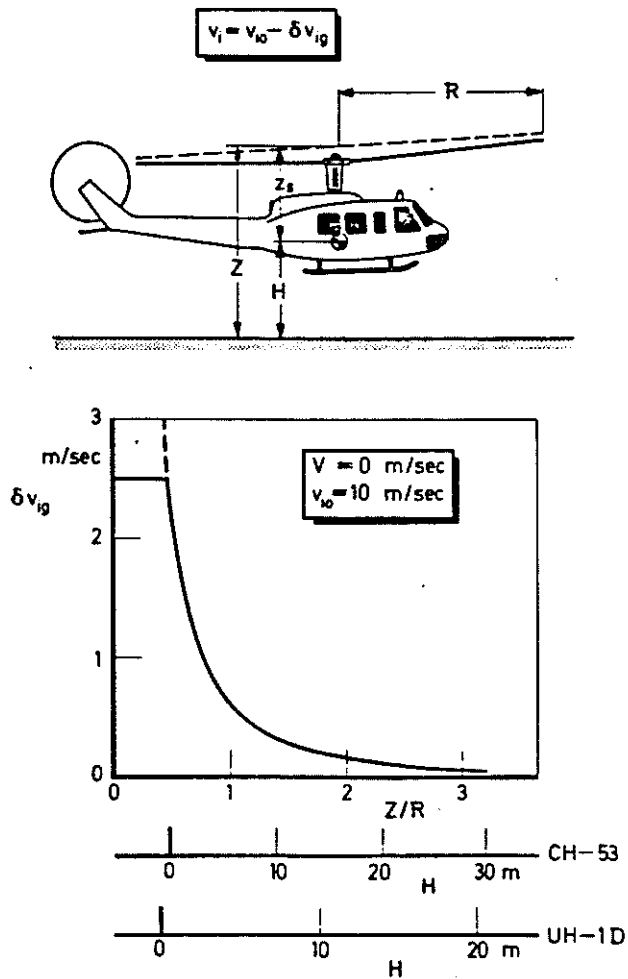 vᵢ = vᵢ₀ − δvᵢg
R
zₛ
Z
H
3
m/sec
δvᵢg
2
1
0
V = 0 m/sec
vᵢ₀ = 10 m/sec
0
1
2
3
Z/R
0
10
20
30 m
CH-53
H
0
10
20 m
UH-1D
H